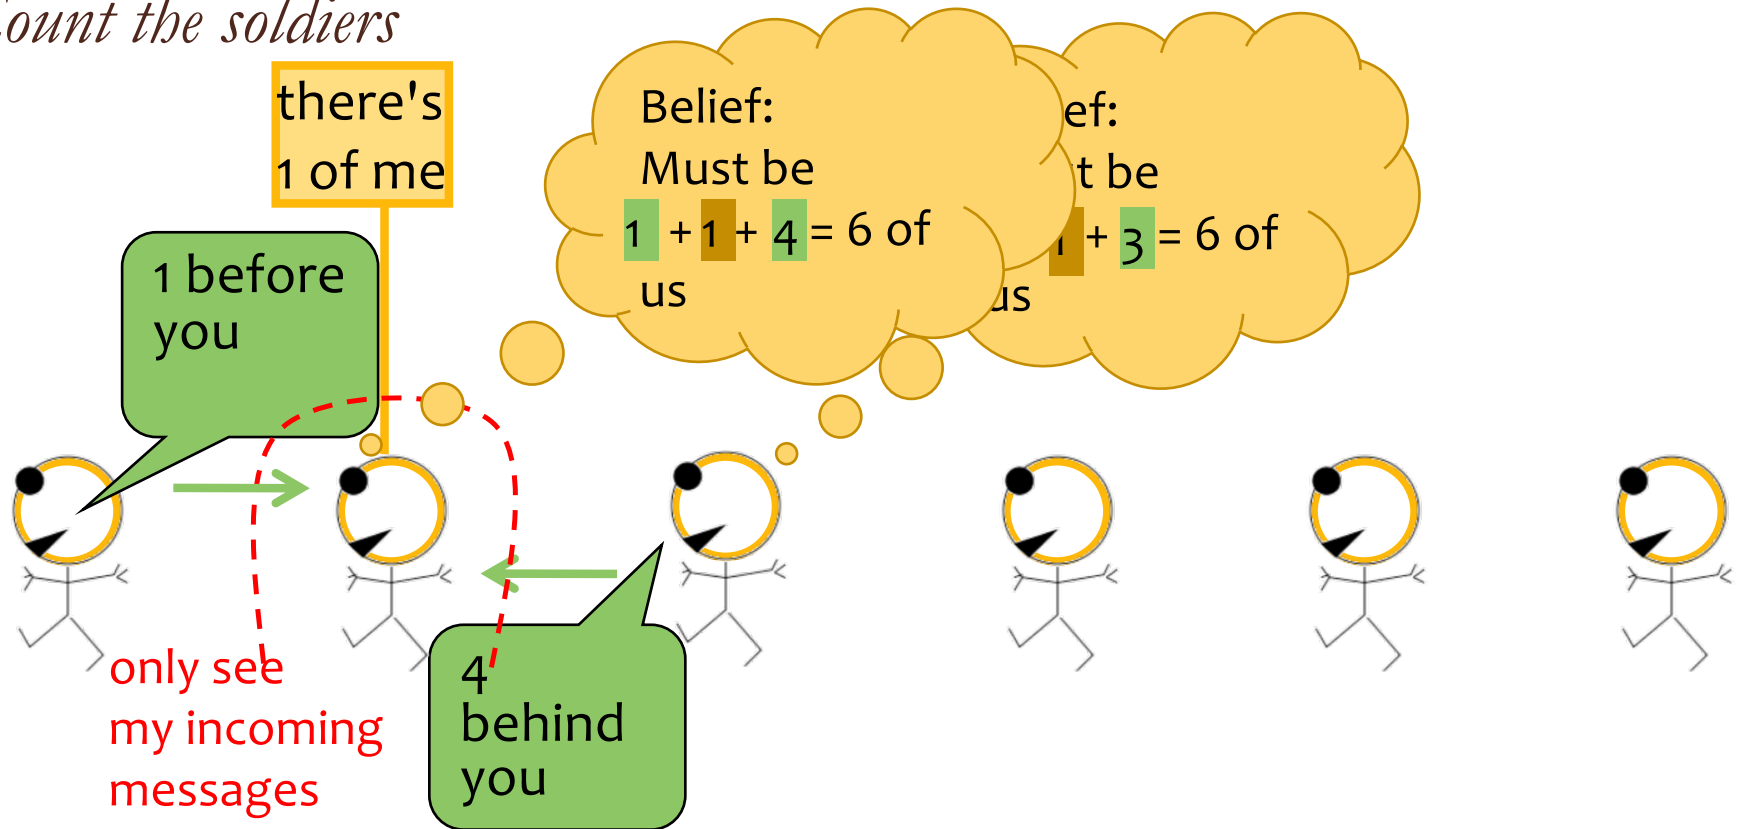 ount the soldiers
there's
1 of me
1 before
you
Belief:
Must be
1 + 1 + 4 = 6 of
us
ef:
t be
1 + 3 = 6 of
us
only see
my incoming
messages
4
behind
you